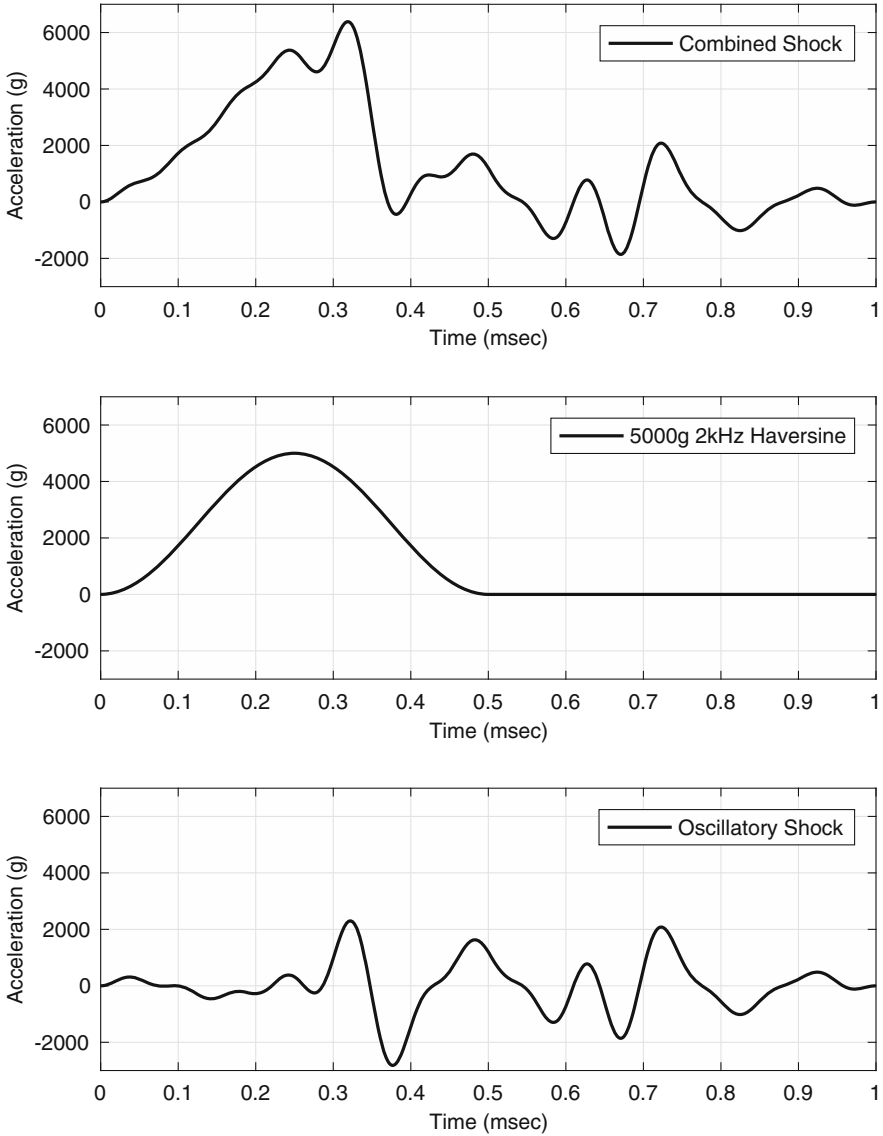 6000
4000
2000
0
-2000
Acceleration (g)
Combined Shock
0 0.1 0.2 0.3 0.4 0.5 0.6 0.7 0.8 0.9 1
Time (msec)
6000
4000
2000
0
-2000
Acceleration (g)
5000g 2kHz Haversine
0 0.1 0.2 0.3 0.4 0.5 0.6 0.7 0.8 0.9 1
Time (msec)
6000
4000
2000
0
-2000
Acceleration (g)
Oscillatory Shock
0 0.1 0.2 0.3 0.4 0.5 0.6 0.7 0.8 0.9 1
Time (msec)